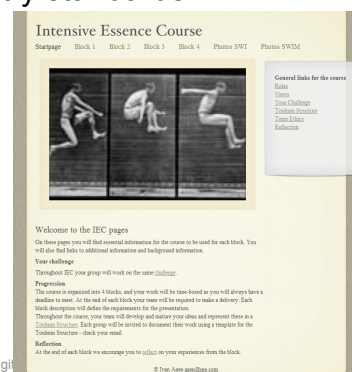 Intensive Essence Course
Startpage Block 1 Block 2 Block 3 Block 4 Photos SWI Photos SWIM
General links for the course
Roles
Views
Your Challenge
Toulmin Structure
Team Ethics
Reflection
Welcome to the IEC pages
On these pages you will find essential information for the course to be used for each block. You
will also find links to additional information and background information.
Your challenge
Throughout IEC your group will work on the same challenge.
Progression
The course is organized into 4 blocks, and your work will be time-boxed as you will always have a
deadline to meet. At the end of each block your team will be required to make a delivery. Each
block description will define the requirements for the presentation.
Throughout the course, your team will develop and mature your ideas and represent these in a
Toulmin Structure. Each group will be invited to document their work using a template for the
Toulmin Structure - check your email.
Reflection
At the end of each block we encourage you to reflect on your experiences from the block.